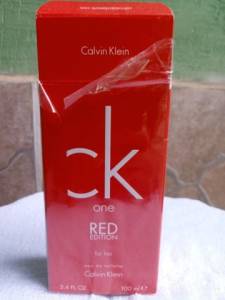 Calvin Klein
ck
one
RED
EDITION
for her
eau de toilette
Calvin Klein
3.4 FL. OZ.
100 ml ℮